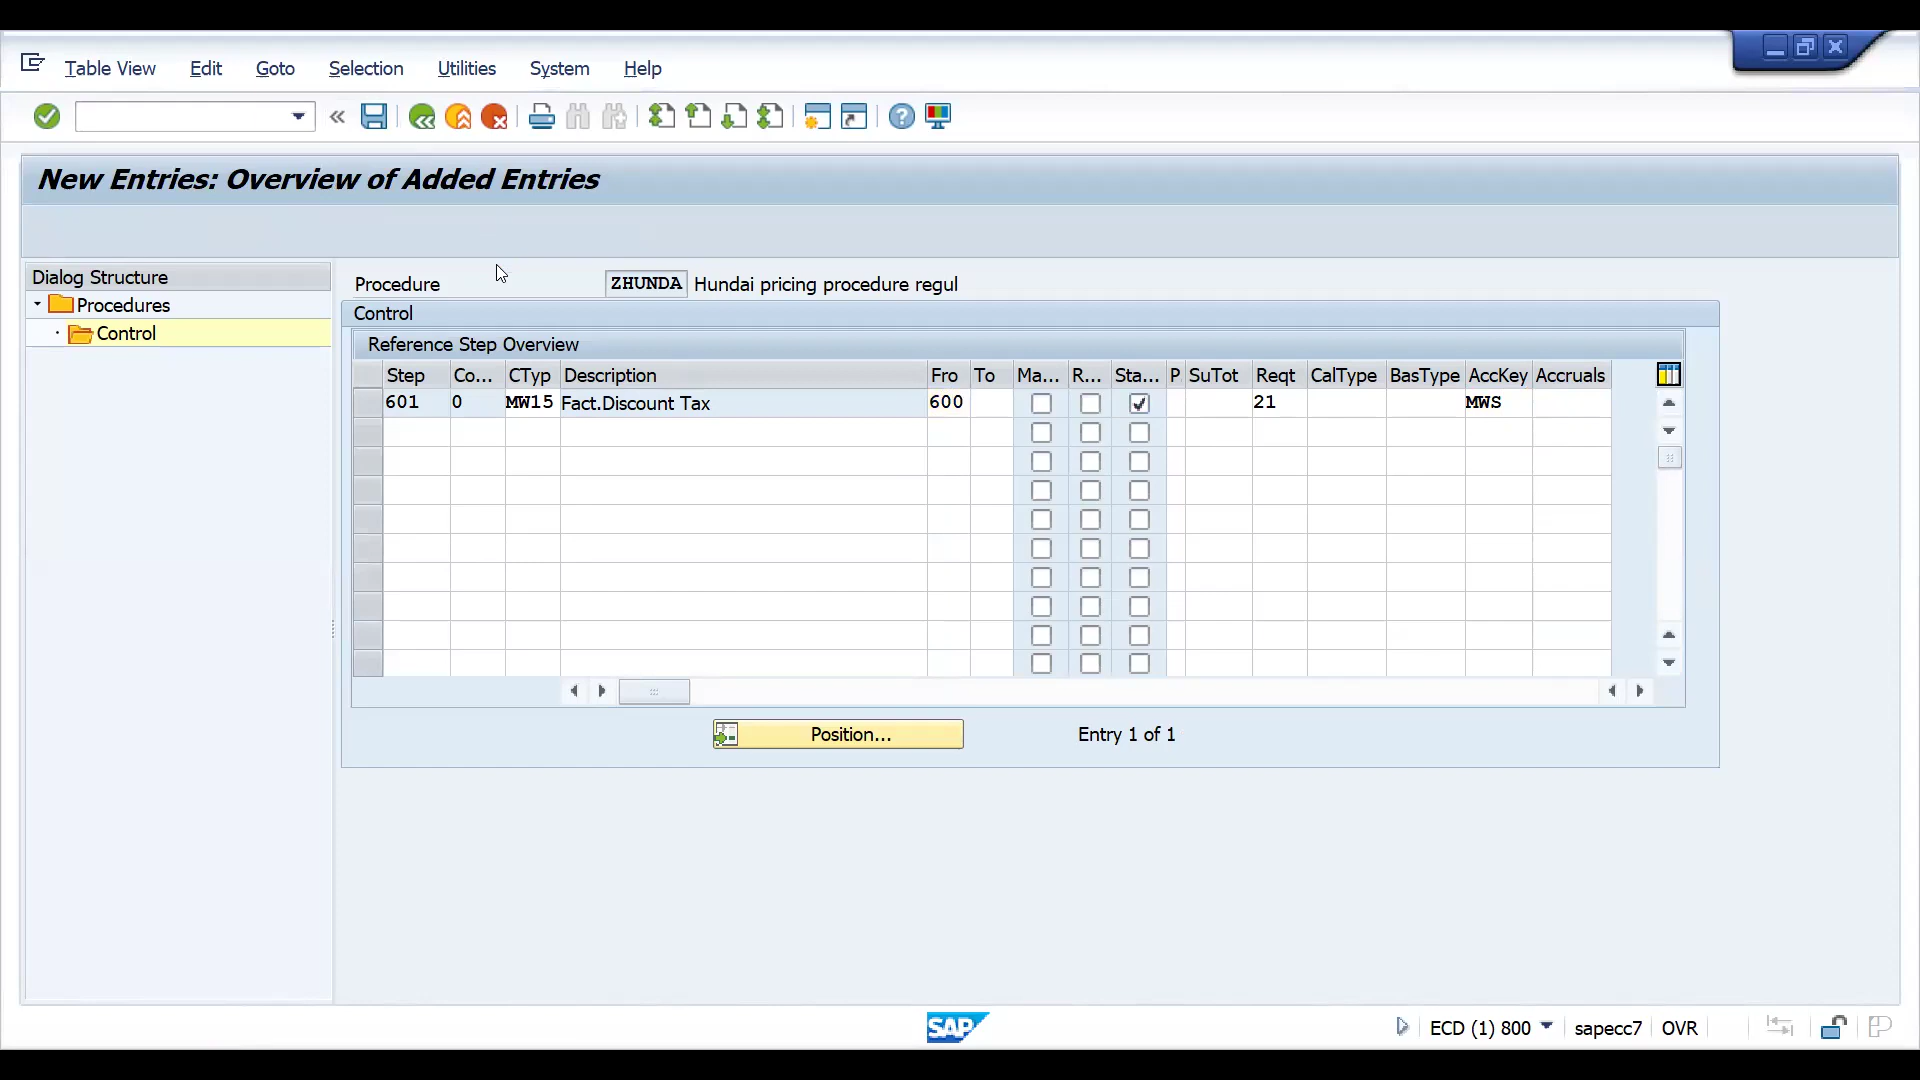 Table View Edit Goto Selection Utilities System Help
New Entries: Overview of Added Entries
Dialog Structure
Procedures
Control
Procedure ZHUNDA Hundai pricing procedure regul
Control
Reference Step Overview
Step Co... CTyp Description Fro To Ma... R... Sta... P SuTot Reqt CalType BasType AccKey Accruals
601 0 MW15 Fact.Discount Tax 600 21 MWS
Position... Entry 1 of 1
SAP ECD (1) 800 sapecc7 OVR